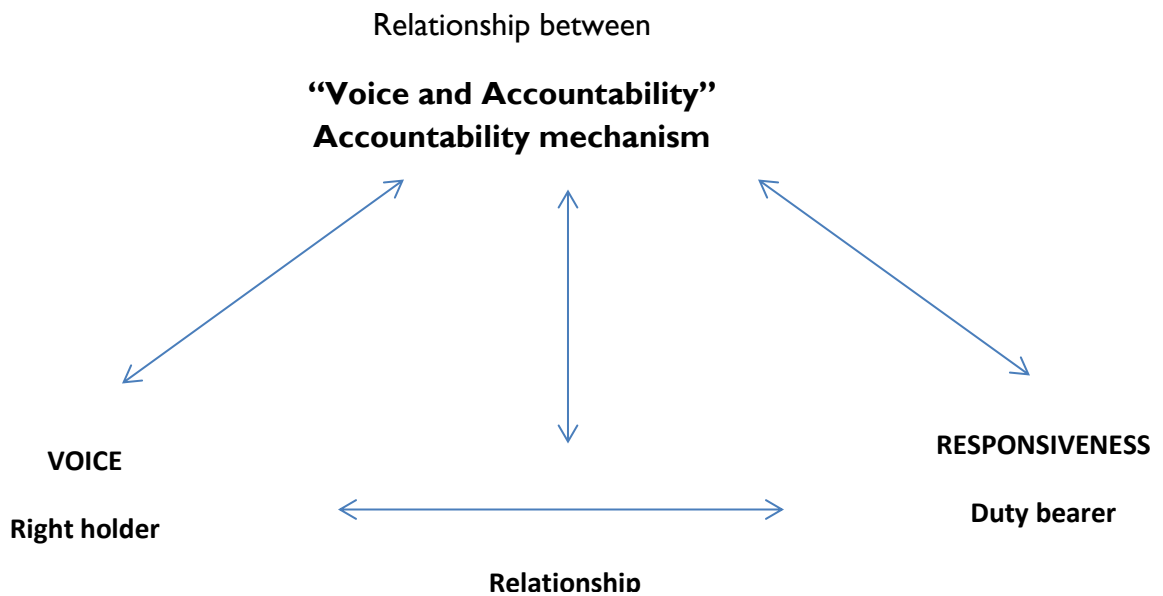 Relationship between
“Voice and Accountability”
Accountability mechanism
VOICE
Right holder
RESPONSIVENESS
Duty bearer
Relationship